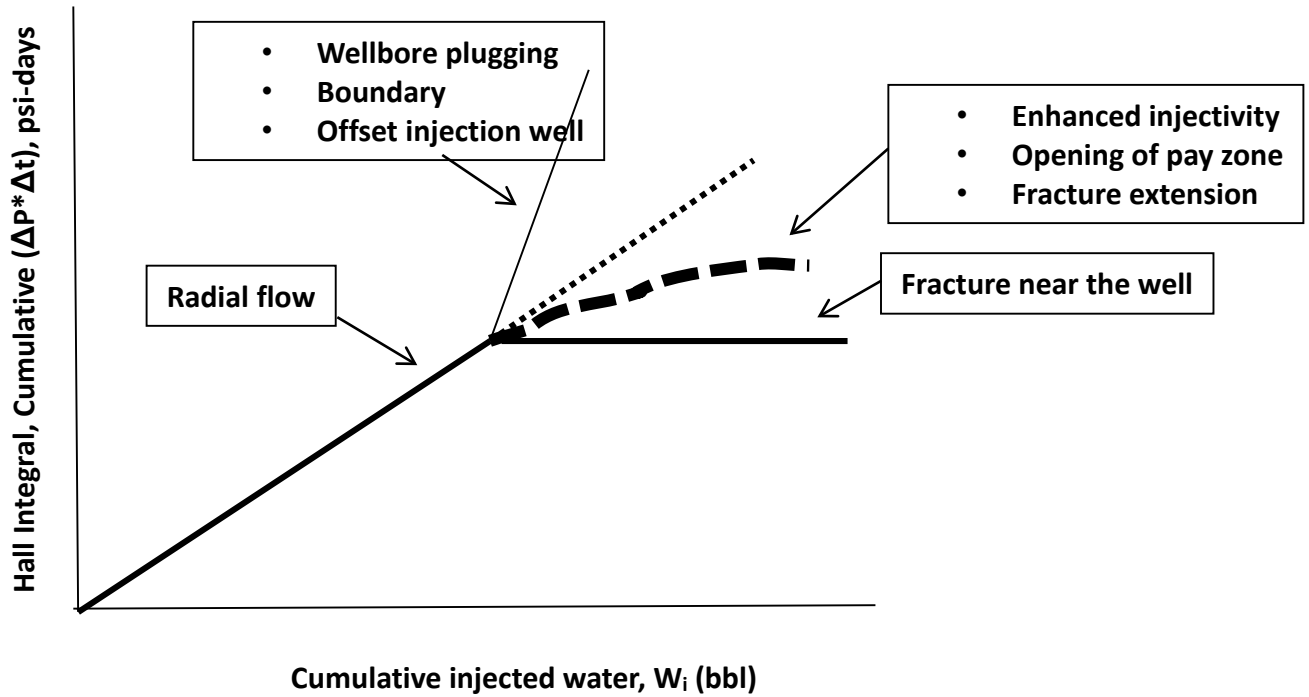 Hall Integral, Cumulative (ΔP*Δt), psi-days
• Wellbore plugging
• Boundary
• Offset injection well
• Enhanced injectivity
• Opening of pay zone
• Fracture extension
Radial flow
Fracture near the well
Cumulative injected water, Wᵢ (bbl)